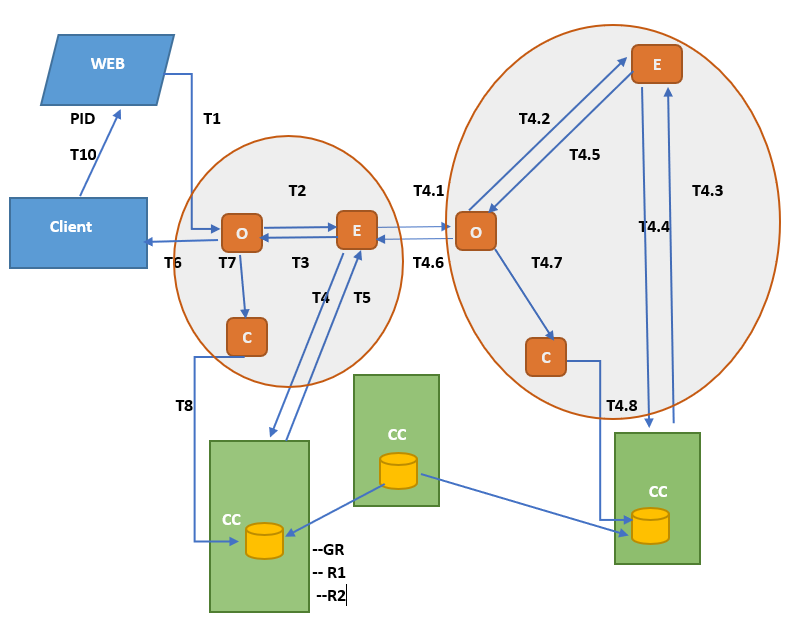 WEB
E
PID
T1
T4.2
T10
T4.5
T2
T4.1
T4.3
Client
O
E
O
T4.4
T6
T7
T3
T4.6
T4.7
T4
T5
C
C
T8
T4.8
CC
CC
CC
--GR
-- R1
--R2